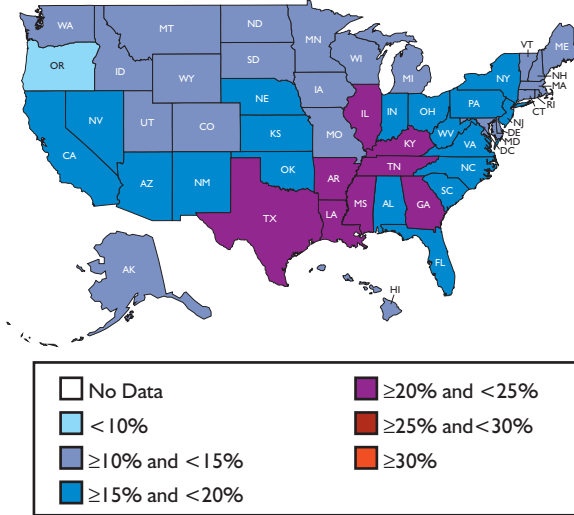 WA
MT
ND
MN
VT
ME
OR
ID
SD
WI
NH
WY
MI
NY
MA
IA
RI
CT
NE
PA
NV
UT
IL
IN
OH
NJ
CO
DE
MD
DC
CA
KS
MO
WV
VA
KY
NC
AZ
NM
OK
AR
TN
SC
TX
LA
MS
AL
GA
FL
AK
HI
No Data
<10%
≥10% and <15%
≥15% and <20%
≥20% and <25%
≥25% and<30%
≥30%